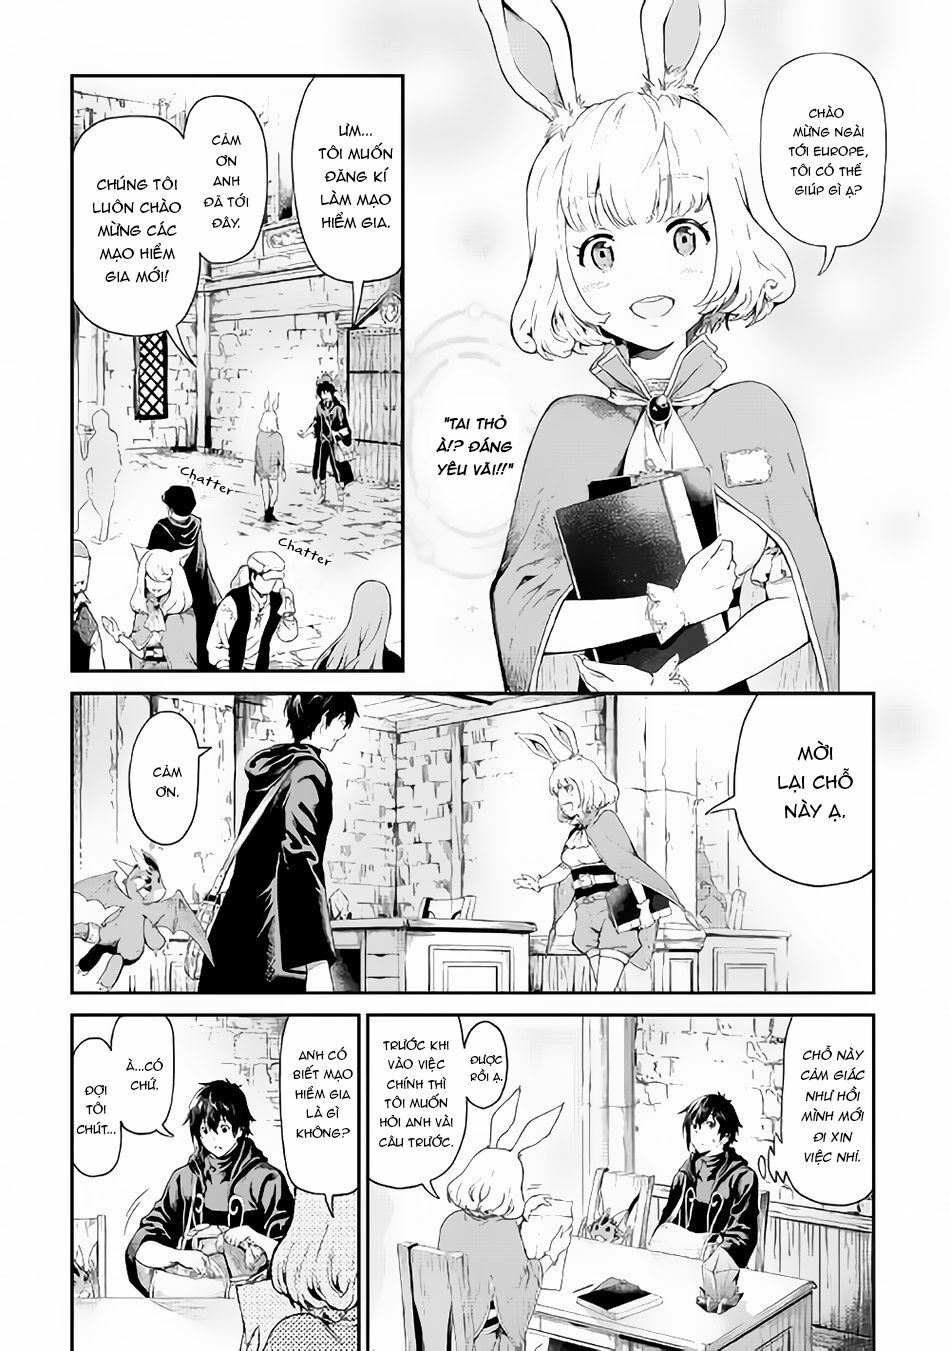 CHÀO
MỪNG NGÀI
TỚI EUROPE,
TÔI CÓ THỂ
GIÚP GÌ Ạ?
"TAI THỎ
À!? ĐÁNG
YÊU VÃI!!"
ƯM...
TÔI MUỐN
ĐĂNG KÍ
LÀM MẠO
HIỂM GIA.
CẢM
ƠN
ANH
ĐÃ TỚI
ĐÂY.
CHÚNG TÔI
LUÔN CHÀO
MỪNG CÁC
MẠO HIỂM
GIA MỚI!
Chatter
Chatter
MỜI
LẠI CHỖ
NÀY Ạ.
CẢM
ƠN.
CHỖ NÀY
CẢM GIÁC
NHƯ HỒI
MÌNH MỚI
ĐI XIN
VIỆC NHỈ.
ĐƯỢC
RỒI Ạ.
TRƯỚC KHI
VÀO VIỆC
CHÍNH THÌ
TÔI MUỐN
HỎI ANH VÀI
CÂU TRƯỚC.
ANH CÓ
BIẾT MẠO
HIỂM GIA
LÀ GÌ
KHÔNG?
À...CÓ
CHỨ.
ĐỢI
TÔI
CHÚT...